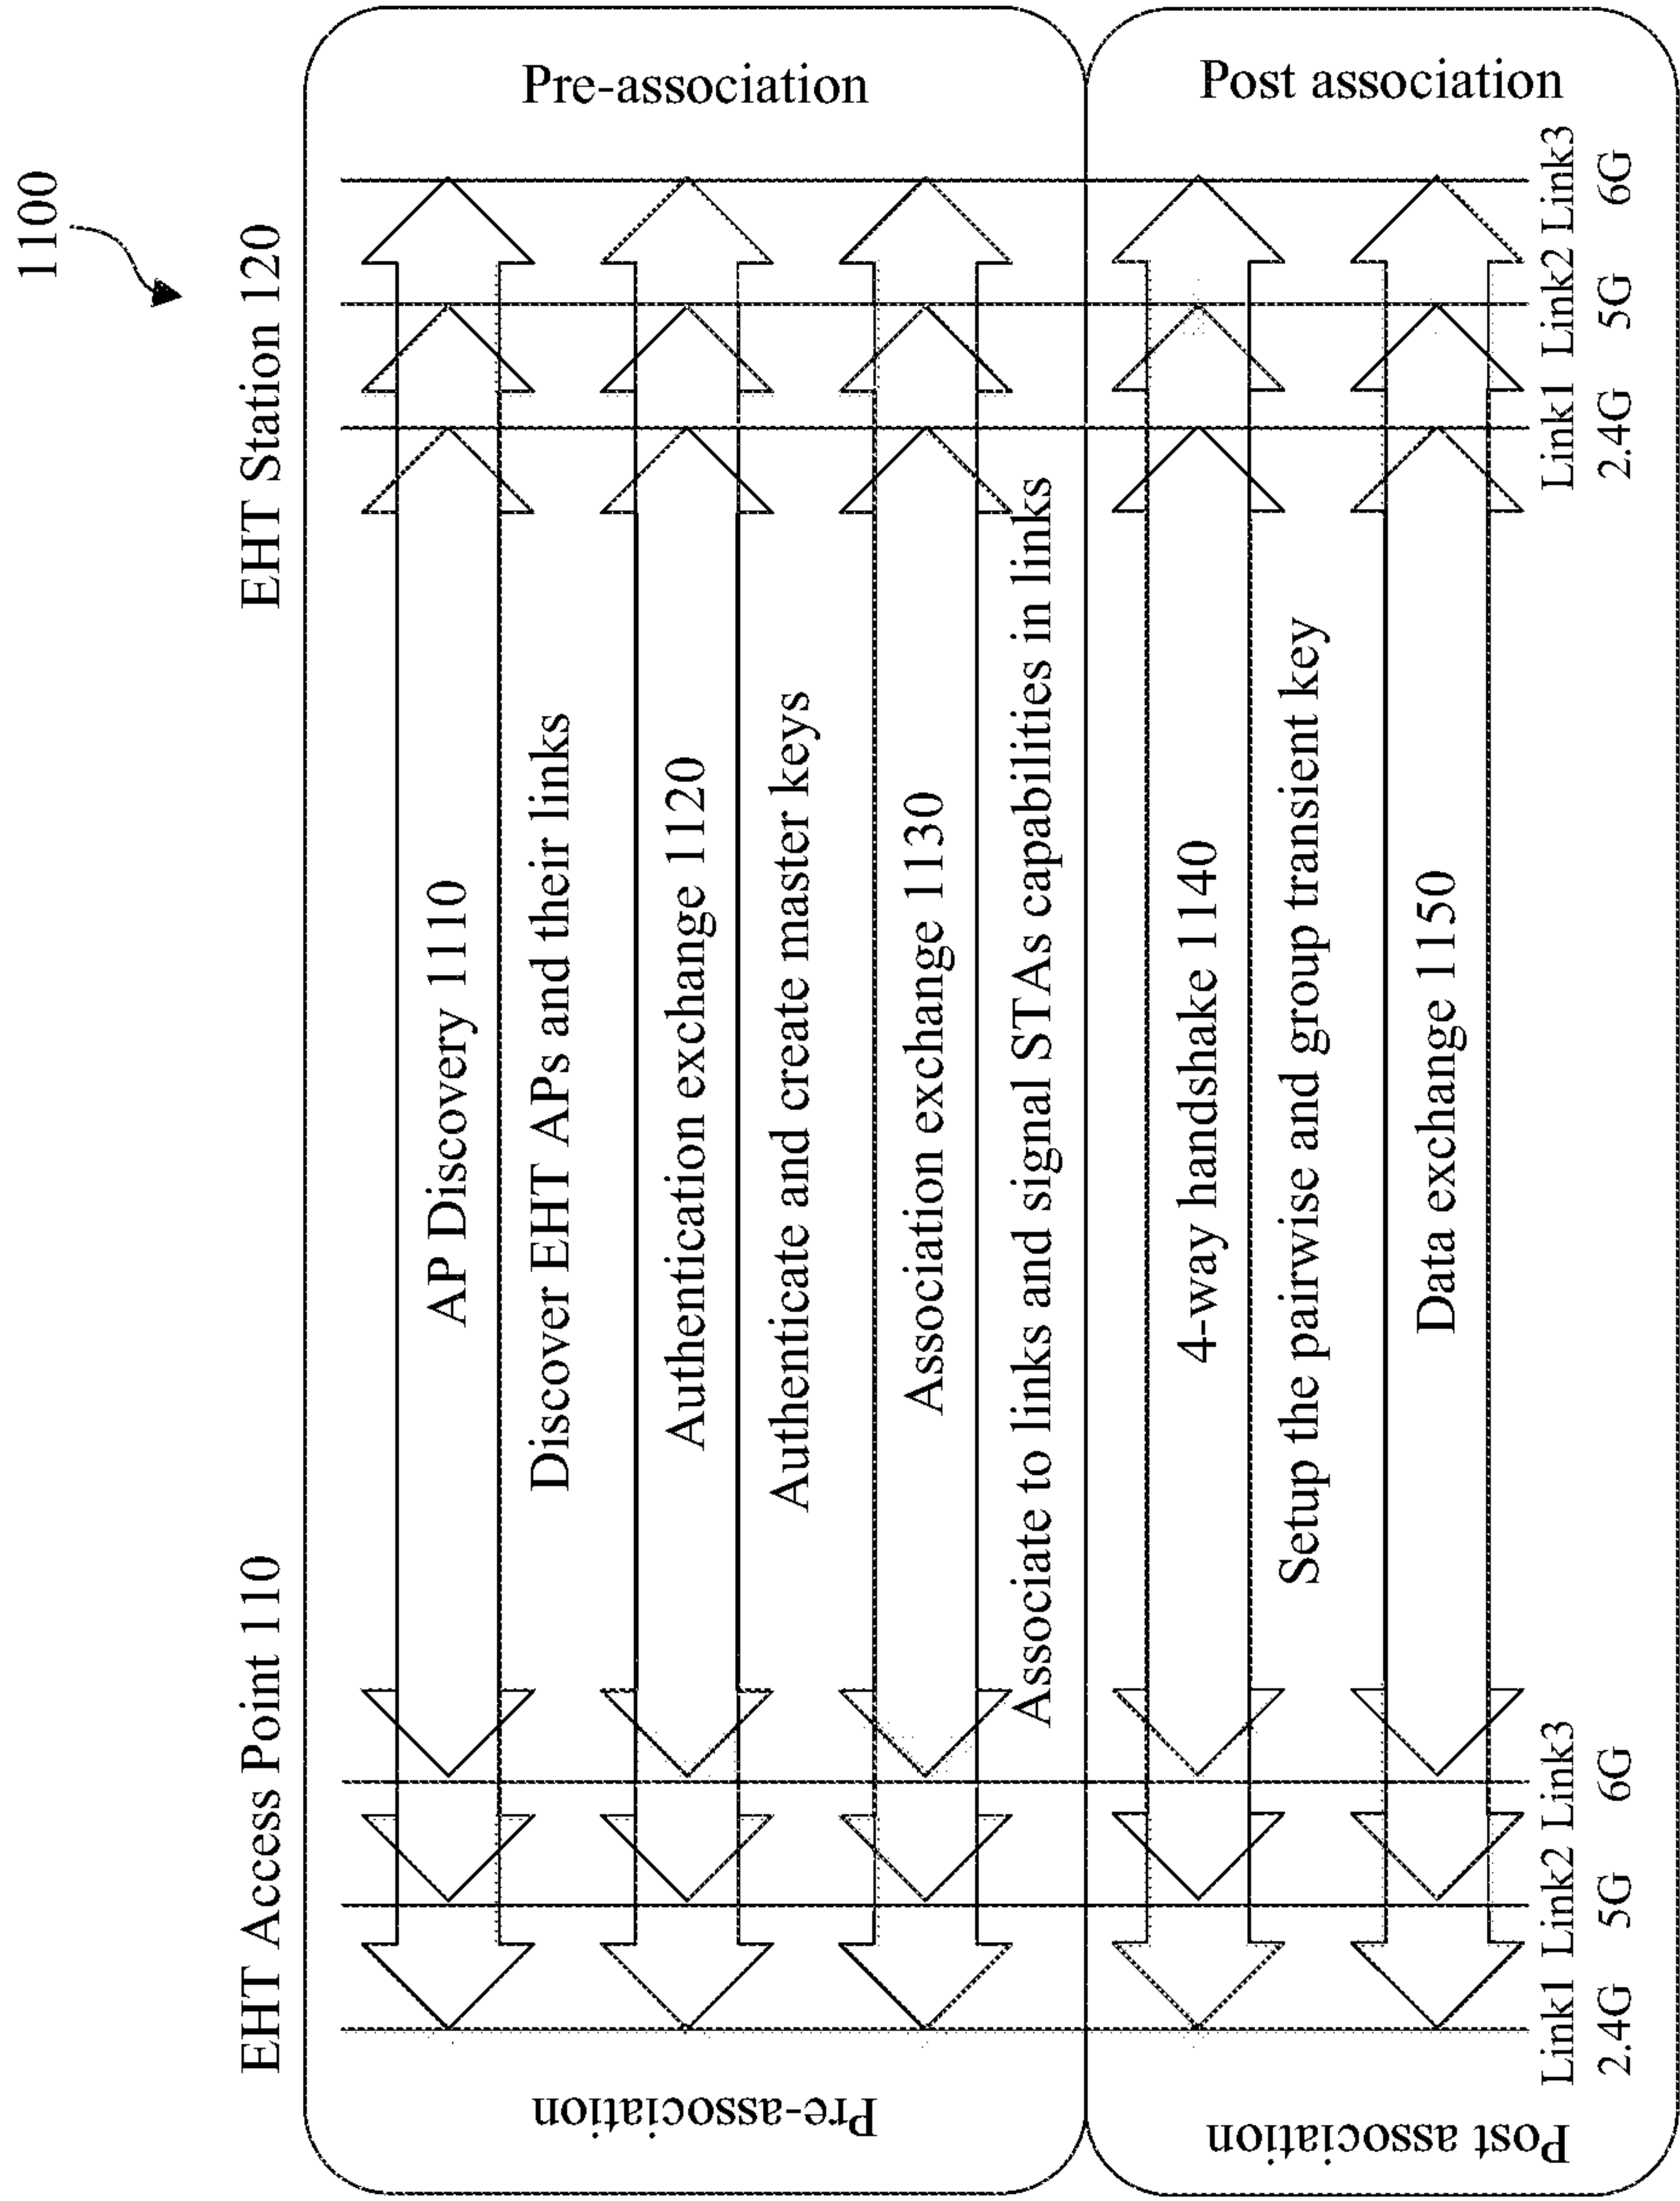 1100
EHT Access Point 110
EHT Station 120
Pre-association
Pre-association
AP Discovery 1110
Discover EHT APs and their links
Authentication exchange 1120
Authenticate and create master keys
Association exchange 1130
Associate to links and signal STAs capabilities in links
Post association
Post association
4-way handshake 1140
Setup the pairwise and group transient key
Data exchange 1150
Link1 Link2 Link3
2.4G 5G 6G
Link1 Link2 Link3
2.4G 5G 6G